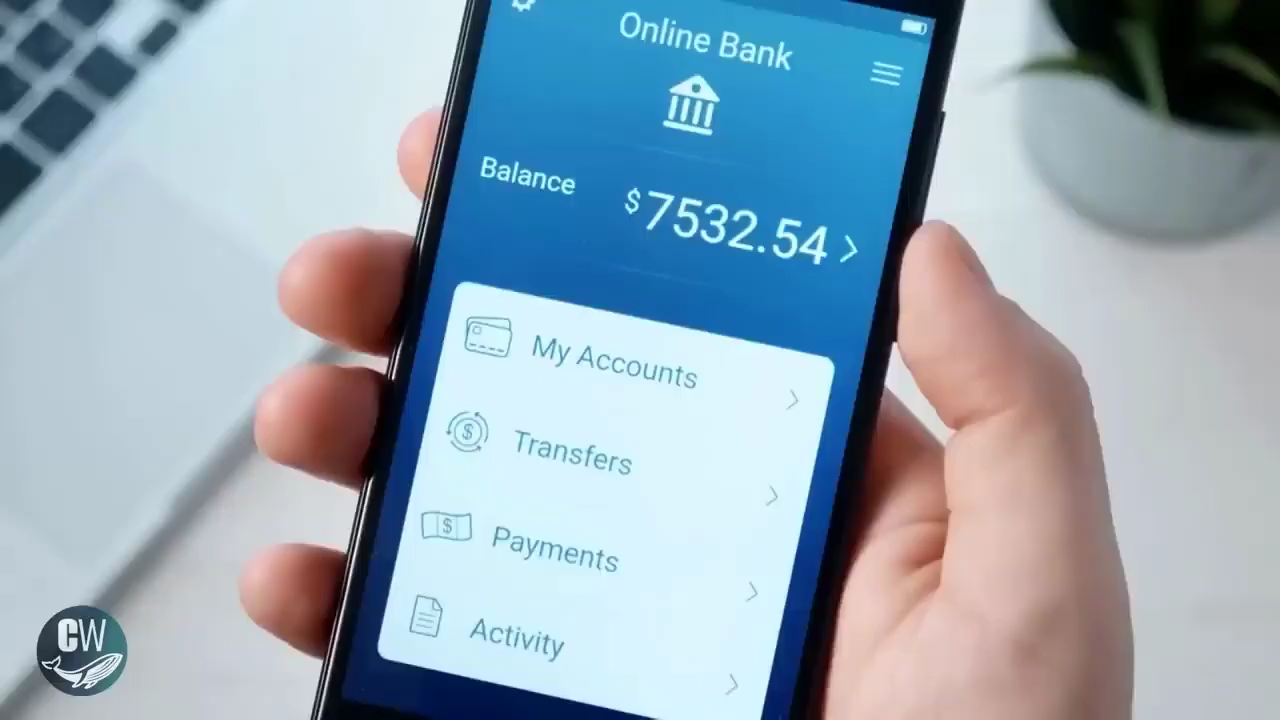 Online Bank
Balance
$7532.54
My Accounts
Transfers
Payments
Activity
CW